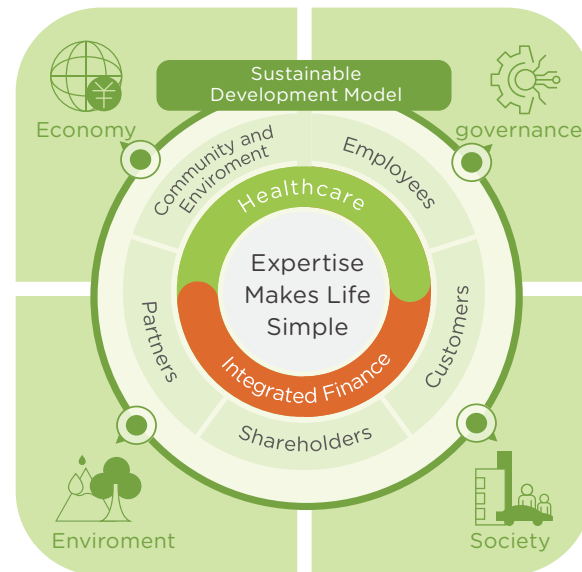 Sustainable
Development Model
Economy
governance
Community and
Enviroment
Employees
Healthcare
Expertise
Makes Life
Simple
Partners
Customers
Integrated Finance
Shareholders
Enviroment
Society
¥